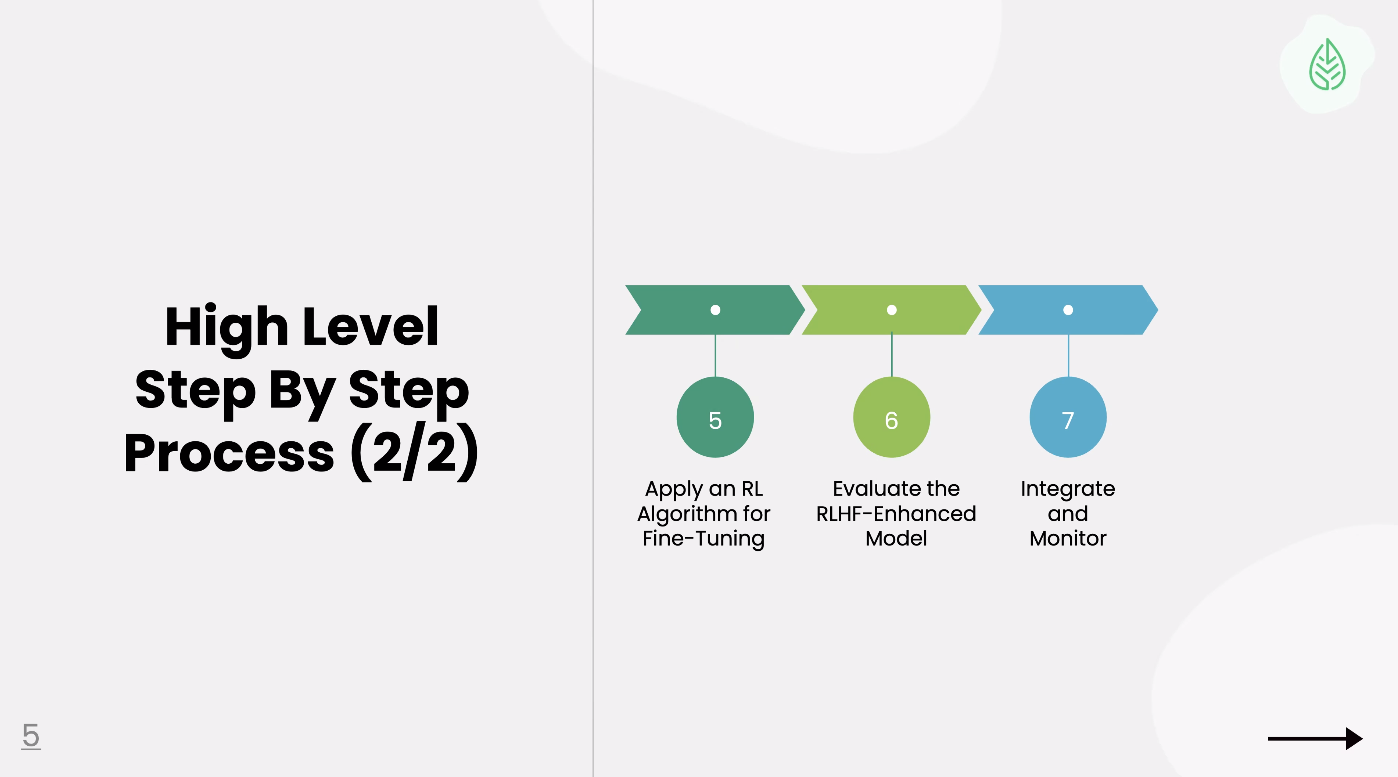 High Level
Step By Step
Process (2/2)
5
6
7
Apply an RL
Algorithm for
Fine-Tuning
Evaluate the
RLHF-Enhanced
Model
Integrate
and
Monitor
5